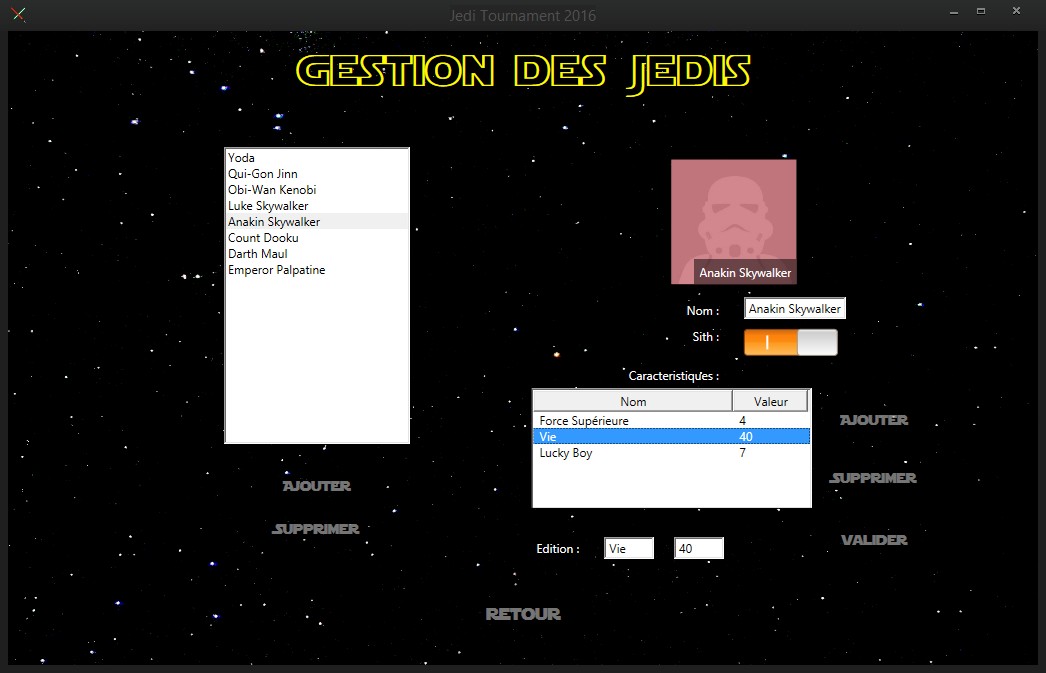 Jedi Tournament 2016
GESTION DES JEDIS
Yoda
Qui-Gon Jinn
Obi-Wan Kenobi
Luke Skywalker
Anakin Skywalker
Count Dooku
Darth Maul
Emperor Palpatine
AJOUTER
SUPPRIMER
Anakin Skywalker
Nom : Anakin Skywalker
Sith :
Caracteristiques :
Nom Valeur
Force Supérieure 4
Vie 40
Lucky Boy 7
AJOUTER
SUPPRIMER
VALIDER
Edition : Vie 40
RETOUR